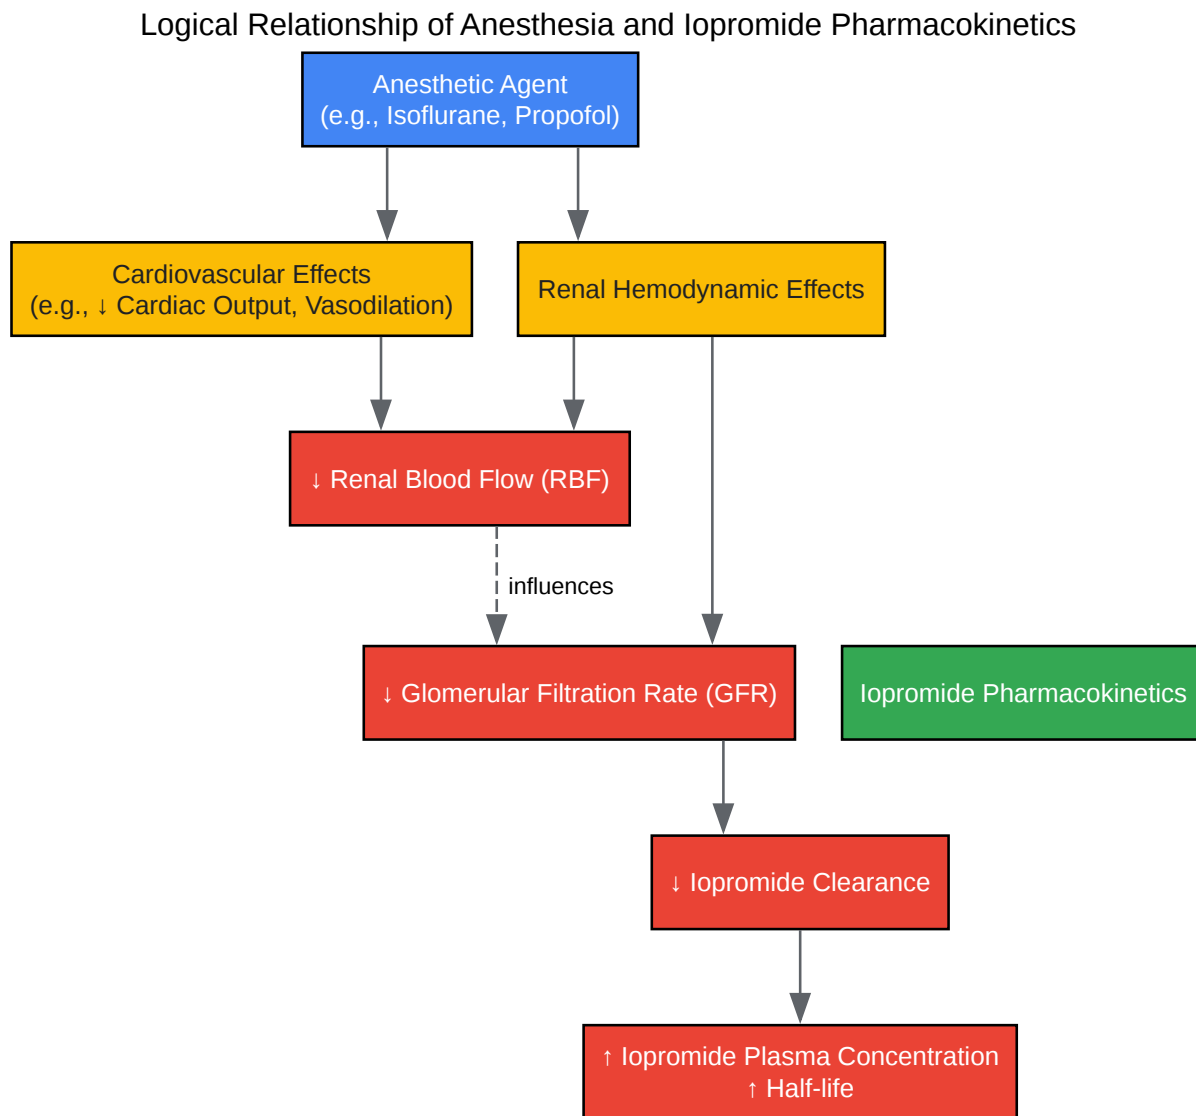 Logical Relationship of Anesthesia and Iopromide Pharmacokinetics
Anesthetic Agent
(e.g., Isoflurane, Propofol)
Cardiovascular Effects
(e.g., ↓ Cardiac Output, Vasodilation)
Renal Hemodynamic Effects
↓ Renal Blood Flow (RBF)
influences
↓ Glomerular Filtration Rate (GFR)
Iopromide Pharmacokinetics
↓ Iopromide Clearance
↑ Iopromide Plasma Concentration
↑ Half-life